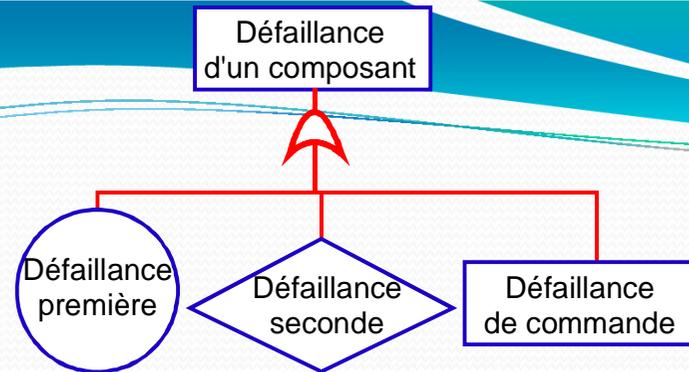 Défaillance
d'un composant
Défaillance
première
Défaillance
seconde
Défaillance
de commande